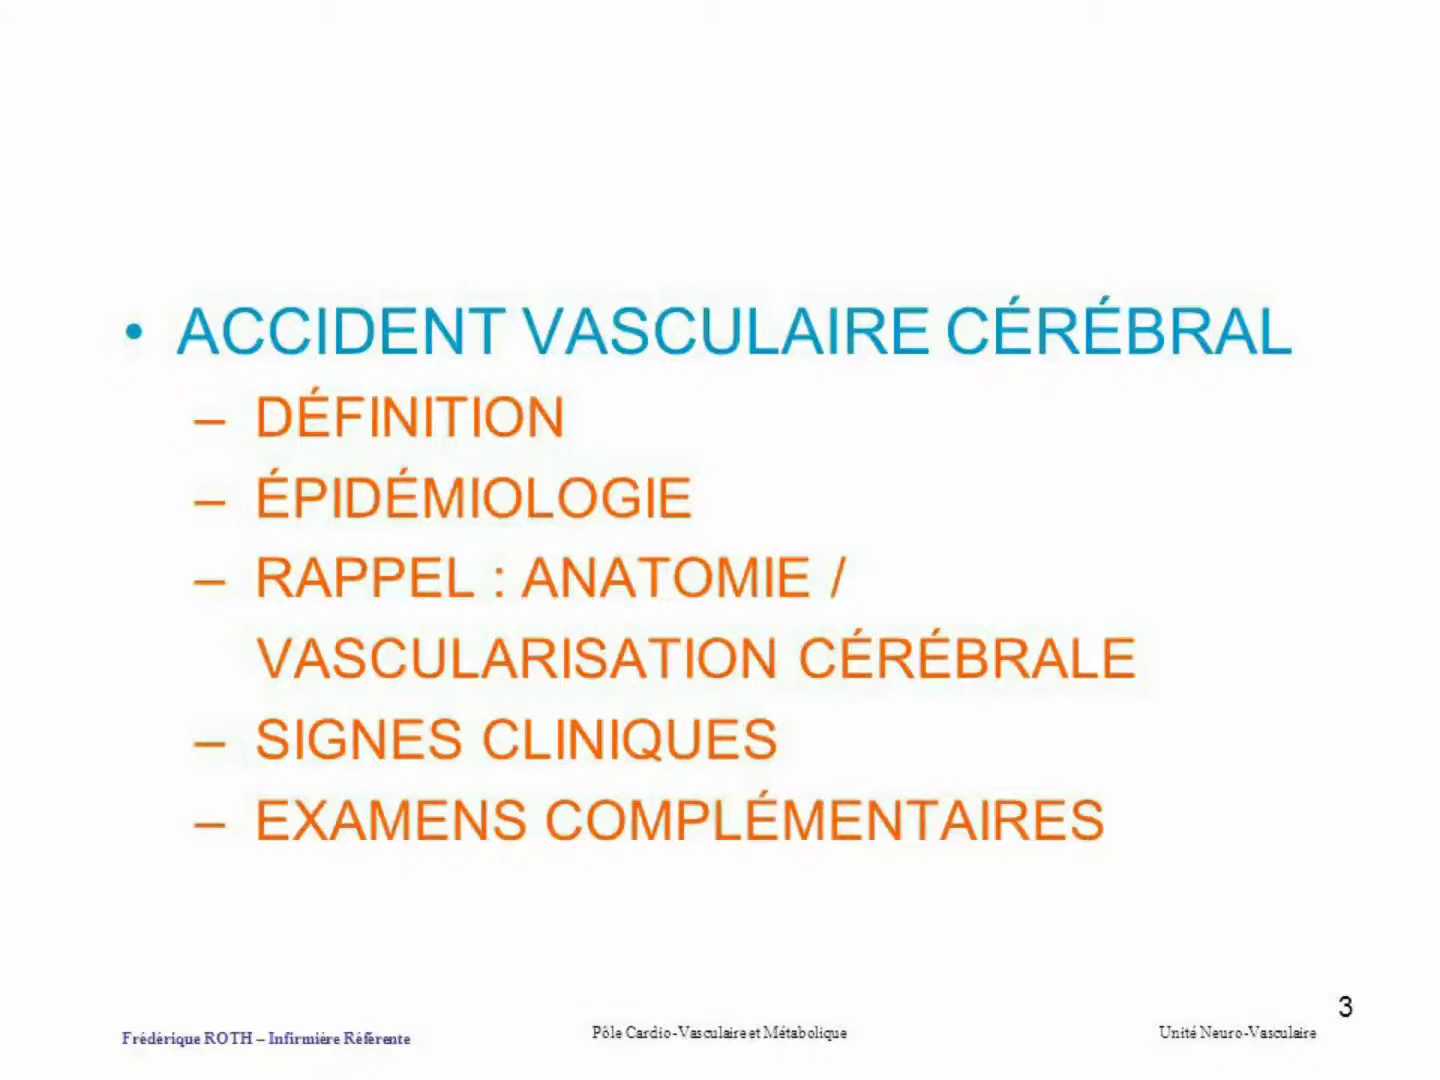 • ACCIDENT VASCULAIRE CÉRÉBRAL
– DÉFINITION
– ÉPIDÉMIOLOGIE
– RAPPEL : ANATOMIE /
VASCULARISATION CÉRÉBRALE
– SIGNES CLINIQUES
– EXAMENS COMPLÉMENTAIRES
3
Frédérique ROTH – Infirmière Référente
Pôle Cardio-Vasculaire et Métabolique
Unité Neuro-Vasculaire